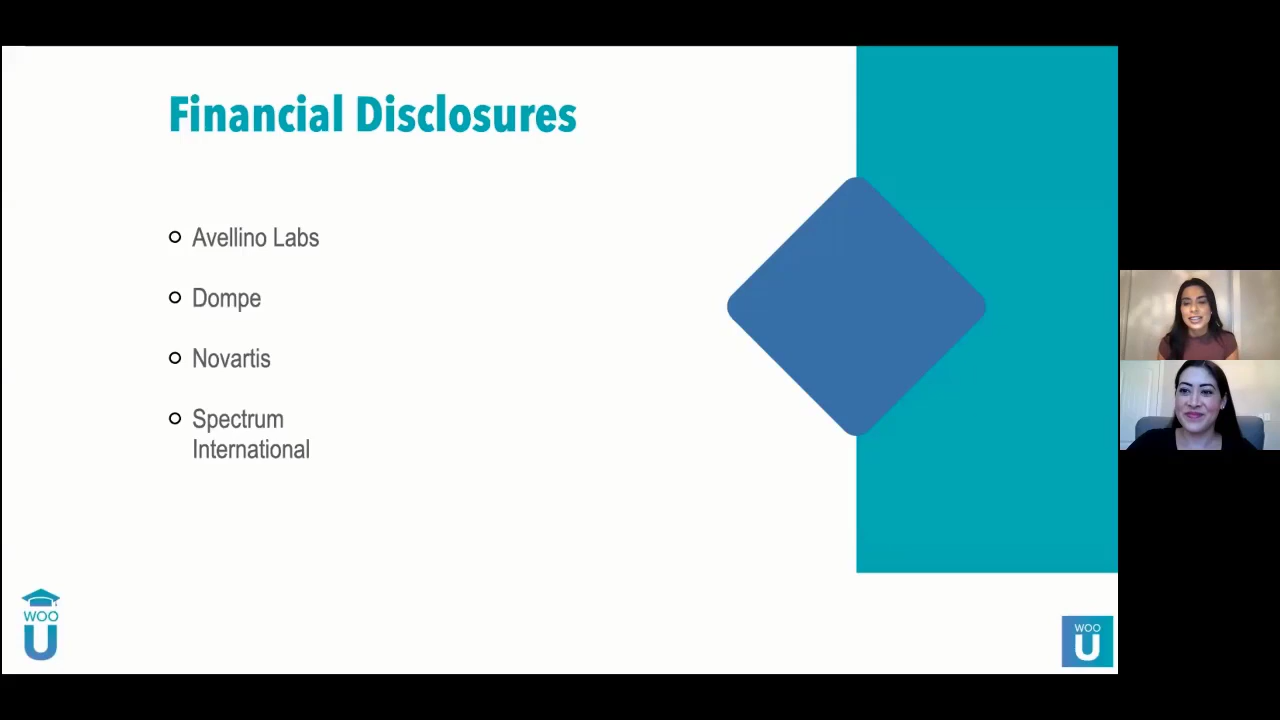 Financial Disclosures
Avellino Labs
Dompe
Novartis
Spectrum
International
WOO
U
WOO
U